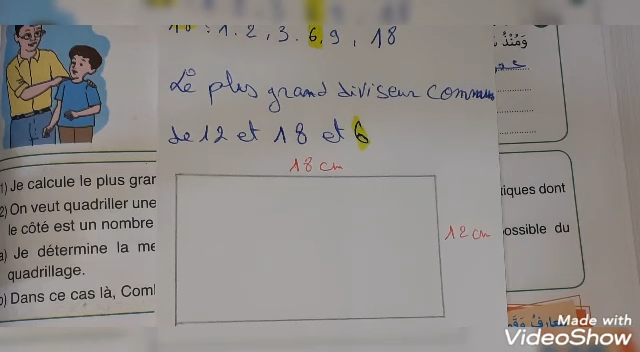 18 : 1. 2, 3. 6. 9, 18
Le plus grand diviseur commun
de 12 et 18 et 6
18 cm
12 cm
1) Je calcule le plus gran
2) On veut quadriller une
le côté est un nombre
a) Je détermine la me
quadrillage.
b) Dans ce cas là, Com
iques dont
ossible du
Made with
VideoShow